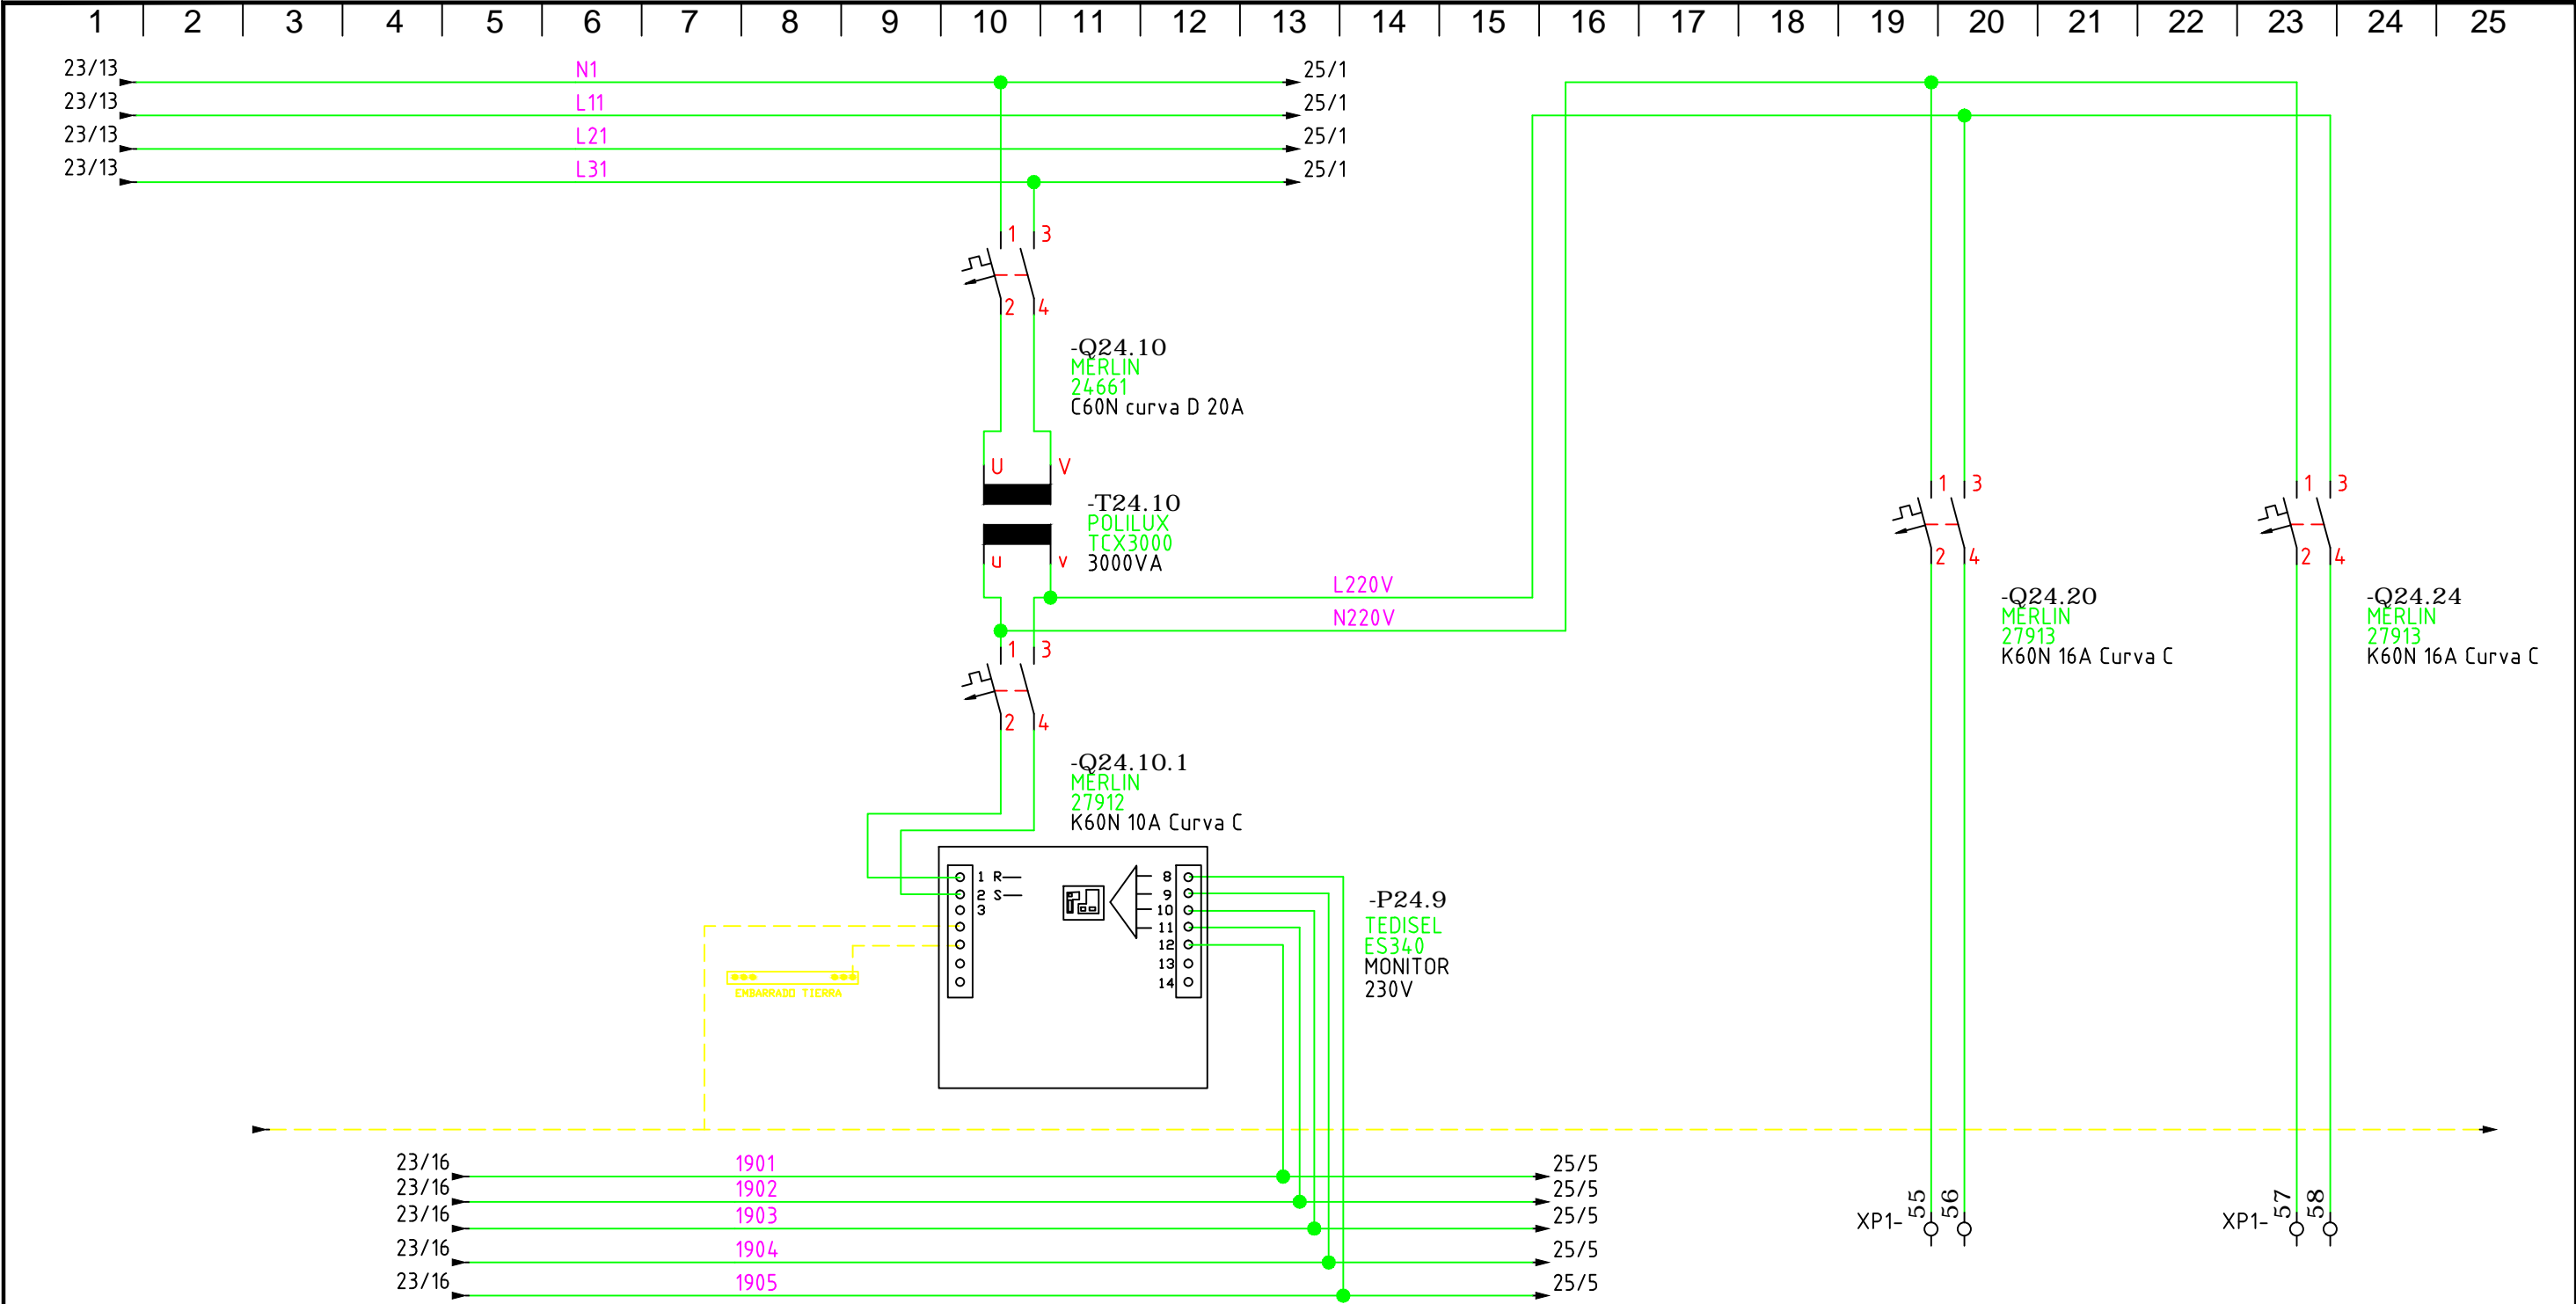 1 2 3 4 5 6 7 8 9 10 11 12 13 14 15 16 17 18 19 20 21 22 23 24 25
23/13 N1 25/1
23/13 L11 25/1
23/13 L21 25/1
23/13 L31 25/1
1 3
2 4
-Q24.10
MERLIN
24661
C60N curva D 20A
U V
-T24.10
POLILUX
TCX3000
3000VA
u v
L220V
N220V
1 3
2 4
-Q24.10.1
MERLIN
27912
K60N 10A Curva C
1 3
2 4
-Q24.20
MERLIN
27913
K60N 16A Curva C
1 3
2 4
-Q24.24
MERLIN
27913
K60N 16A Curva C
1 R
2 S
3
8
9
10
11
12
13
14
-P24.9
TEDISEL
ES340
MONITOR
230V
EMBARRADO TIERRA
23/16 1901 25/5
23/16 1902 25/5
23/16 1903 25/5
23/16 1904 25/5
23/16 1905 25/5
XP1- 55 56
XP1- 57 58